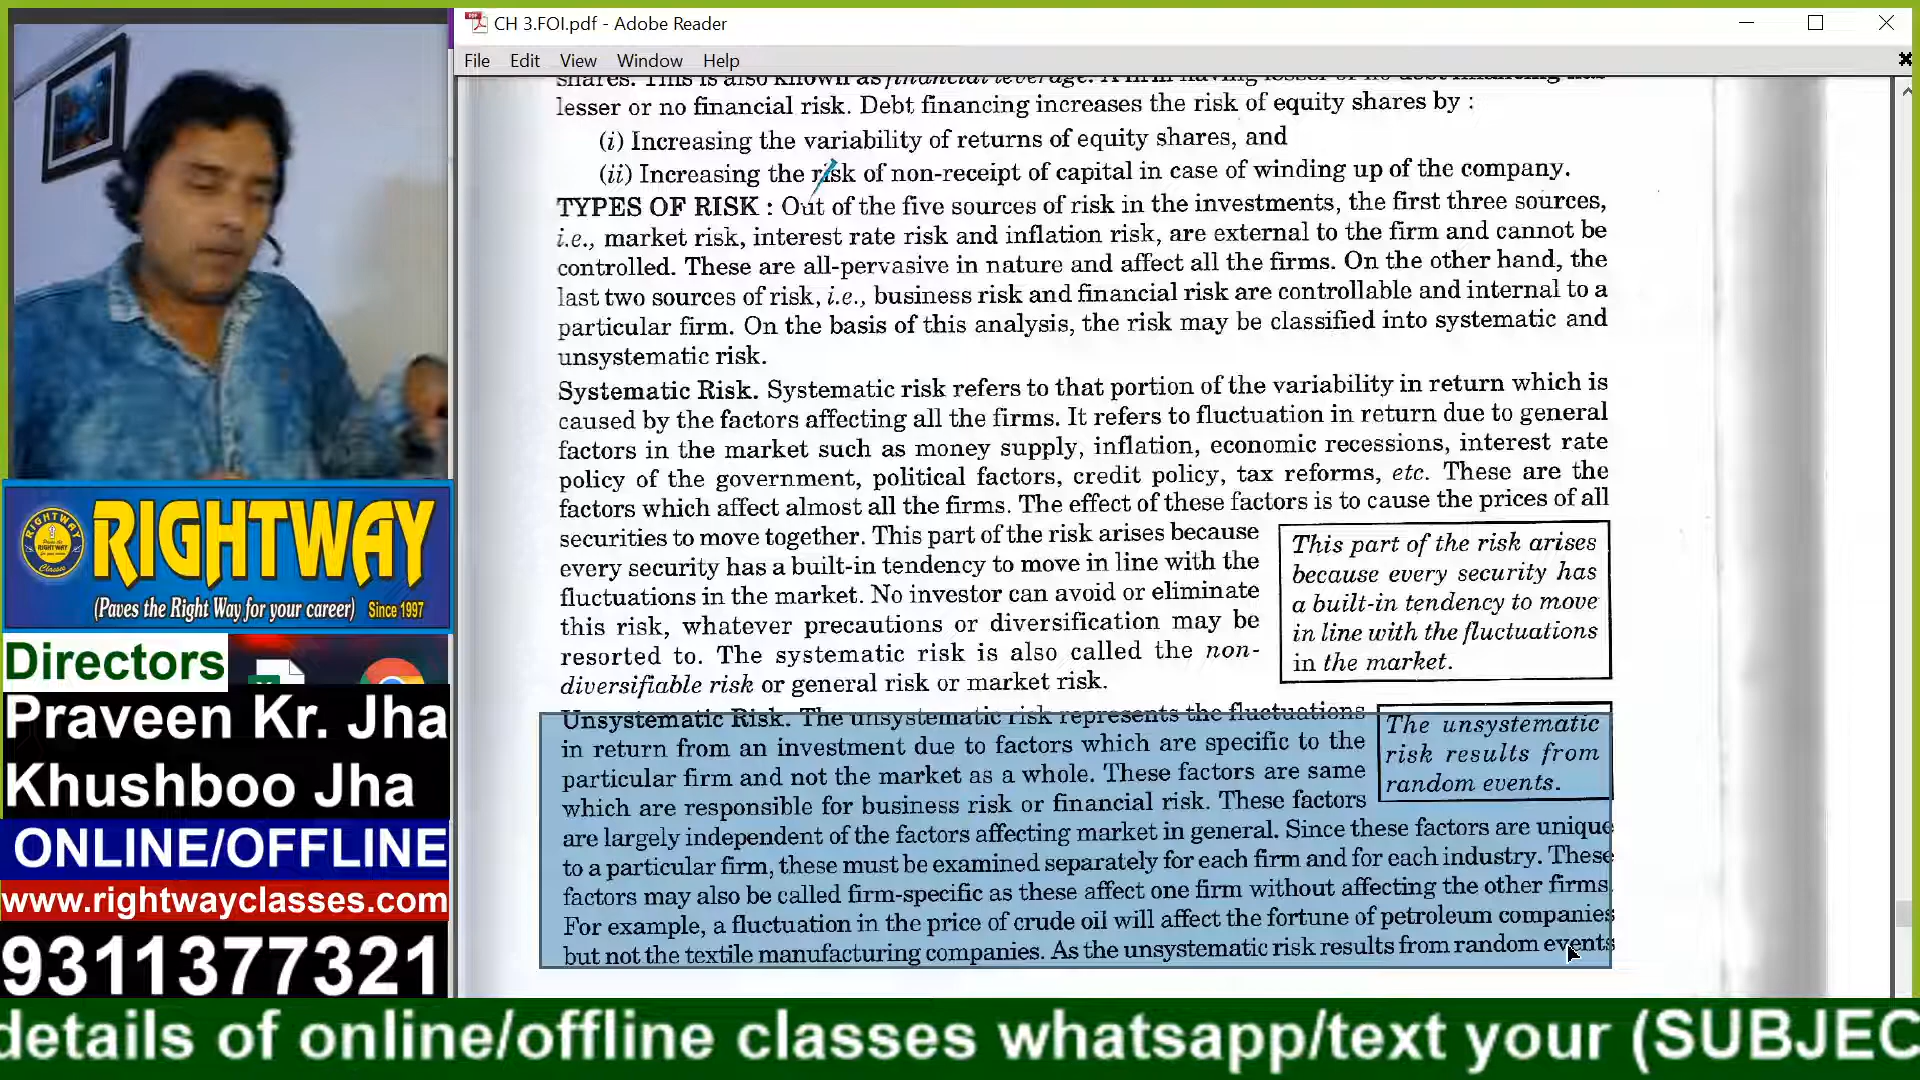 CH 3.FOI.pdf - Adobe Reader
File Edit View Window Help
shares. This is also known as financial leverage. A firm having lesser or no debt financing has
lesser or no financial risk. Debt financing increases the risk of equity shares by :
(i) Increasing the variability of returns of equity shares, and
(ii) Increasing the risk of non-receipt of capital in case of winding up of the company.
TYPES OF RISK : Out of the five sources of risk in the investments, the first three sources,
i.e., market risk, interest rate risk and inflation risk, are external to the firm and cannot be
controlled. These are all-pervasive in nature and affect all the firms. On the other hand, the
last two sources of risk, i.e., business risk and financial risk are controllable and internal to a
particular firm. On the basis of this analysis, the risk may be classified into systematic and
unsystematic risk.
Systematic Risk. Systematic risk refers to that portion of the variability in return which is
caused by the factors affecting all the firms. It refers to fluctuation in return due to general
factors in the market such as money supply, inflation, economic recessions, interest rate
policy of the government, political factors, credit policy, tax reforms, etc. These are the
factors which affect almost all the firms. The effect of these factors is to cause the prices of all
securities to move together. This part of the risk arises because
every security has a built-in tendency to move in line with the
fluctuations in the market. No investor can avoid or eliminate
this risk, whatever precautions or diversification may be
resorted to. The systematic risk is also called the non-
diversifiable risk or general risk or market risk.
This part of the risk arises
because every security has
a built-in tendency to move
in line with the fluctuations
in the market.
Unsystematic Risk. The unsystematic risk represents the fluctuations
in return from an investment due to factors which are specific to the
particular firm and not the market as a whole. These factors are same
which are responsible for business risk or financial risk. These factors
are largely independent of the factors affecting market in general. Since these factors are unique
to a particular firm, these must be examined separately for each firm and for each industry. These
factors may also be called firm-specific as these affect one firm without affecting the other firms.
For example, a fluctuation in the price of crude oil will affect the fortune of petroleum companies
but not the textile manufacturing companies. As the unsystematic risk results from random events
The unsystematic
risk results from
random events.
RIGHTWAY
(Paves the Right Way for your career) Since 1997
Directors
Praveen Kr. Jha
Khushboo Jha
ONLINE/OFFLINE
www.rightwayclasses.com
9311377321
details of online/offline classes whatsapp/text your (SUBJEC